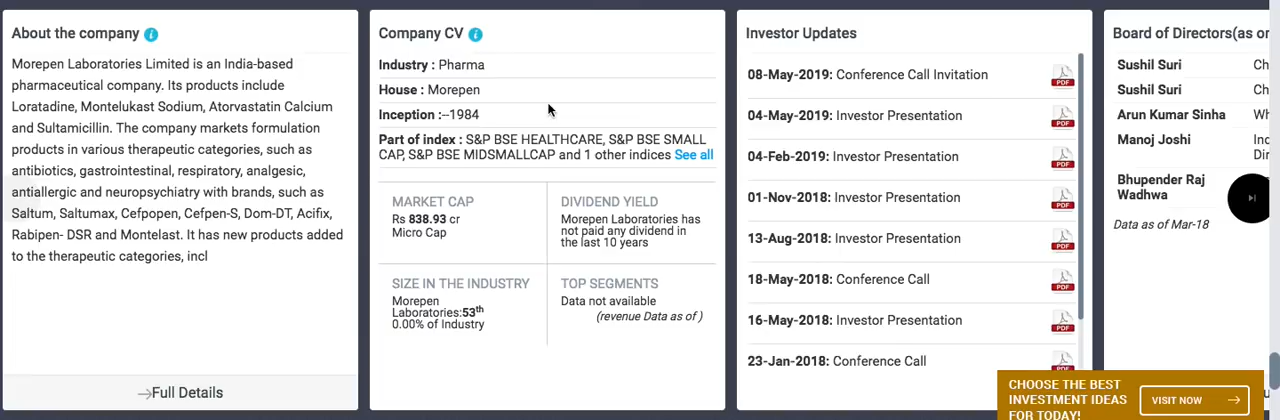 About the company
Morepen Laboratories Limited is an India-based
pharmaceutical company. Its products include
Loratadine, Montelukast Sodium, Atorvastatin Calcium
and Sultamicillin. The company markets formulation
products in various therapeutic categories, such as
antibiotics, gastrointestinal, respiratory, analgesic,
antiallergic and neuropsychiatry with brands, such as
Saltum, Saltumax, Cefpopen, Cefpen-S, Dom-DT, Acifix,
Rabipen- DSR and Montelast. It has new products added
to the therapeutic categories, incl
Full Details
Company CV
Industry : Pharma
House : Morepen
Inception :--1984
Part of index : S&P BSE HEALTHCARE, S&P BSE SMALL
CAP, S&P BSE MIDSMALLCAP and 1 other indices See all
MARKET CAP
Rs 838.93 cr
Micro Cap
DIVIDEND YIELD
Morepen Laboratories has
not paid any dividend in
the last 10 years
SIZE IN THE INDUSTRY
Morepen
Laboratories:53th
0.00% of Industry
TOP SEGMENTS
Data not available
(revenue Data as of )
Investor Updates
08-May-2019: Conference Call Invitation
PDF
04-May-2019: Investor Presentation
PDF
04-Feb-2019: Investor Presentation
PDF
01-Nov-2018: Investor Presentation
PDF
13-Aug-2018: Investor Presentation
PDF
18-May-2018: Conference Call
PDF
16-May-2018: Investor Presentation
PDF
23-Jan-2018: Conference Call
Board of Directors(as
Sushil Suri Ch
Sushil Suri Ch
Arun Kumar Sinha Wh
Manoj Joshi
Bhupender Raj
Wadhwa
Data as of Mar-18
CHOOSE THE BEST
INVESTMENT IDEAS
FOR TODAY!
VISIT NOW